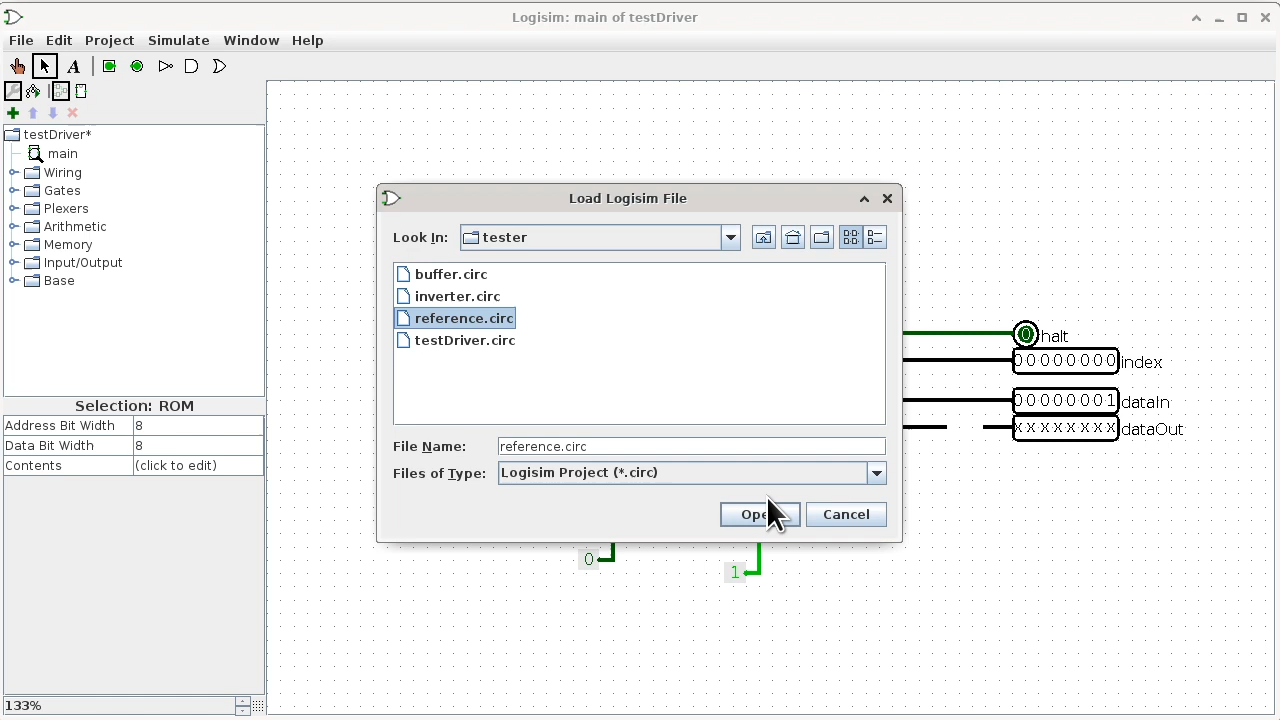 Logisim: main of testDriver
File Edit Project Simulate Window Help
A
testDriver*
main
Wiring
Gates
Plexers
Arithmetic
Memory
Input/Output
Base
Selection: ROM
Address Bit Width 8
Data Bit Width 8
Contents (click to edit)
133%
Load Logisim File
Look In: tester
buffer.circ
inverter.circ
reference.circ
testDriver.circ
File Name: reference.circ
Files of Type: Logisim Project (*.circ)
Open Cancel
0 halt
00000000 index
00000001 dataIn
xxxxxxxx dataOut
0
1